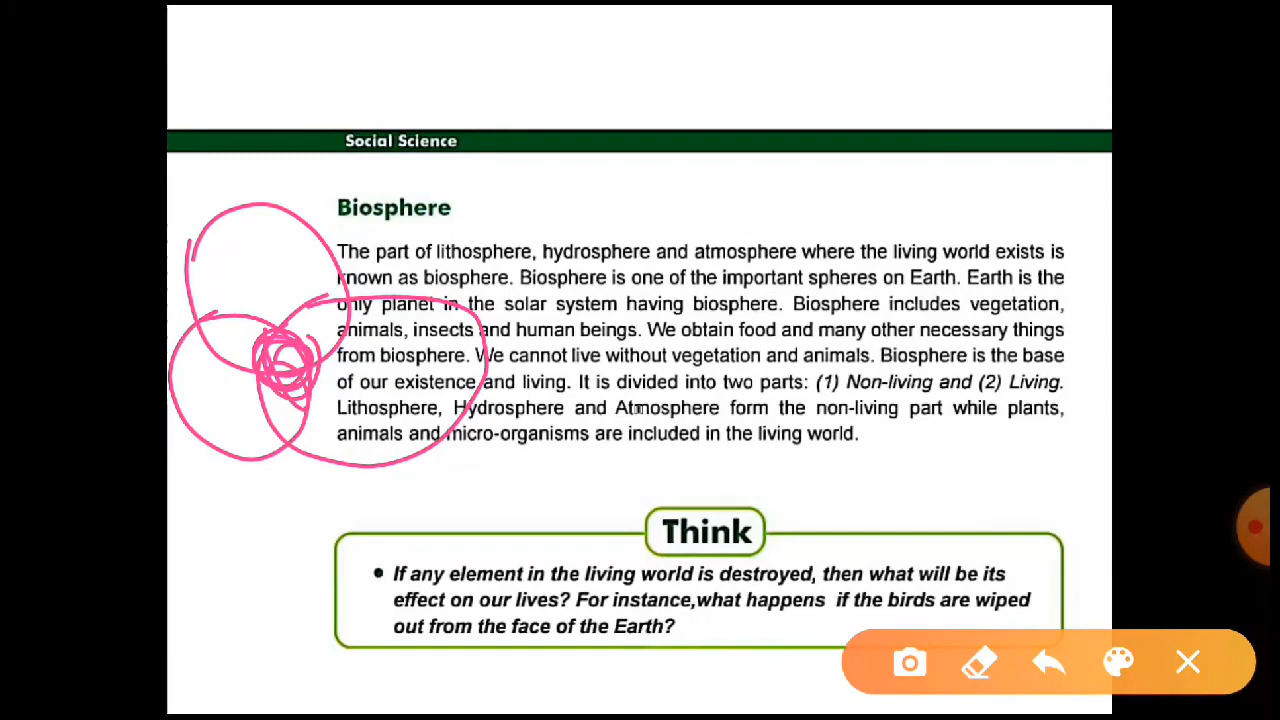 Social Science
Biosphere
The part of lithosphere, hydrosphere and atmosphere where the living world exists is
known as biosphere. Biosphere is one of the important spheres on Earth. Earth is the
only planet in the solar system having biosphere. Biosphere includes vegetation,
animals, insects and human beings. We obtain food and many other necessary things
from biosphere. We cannot live without vegetation and animals. Biosphere is the base
of our existence and living. It is divided into two parts: (1) Non-living and (2) Living.
Lithosphere, Hydrosphere and Atmosphere form the non-living part while plants,
animals and micro-organisms are included in the living world.
Think
• If any element in the living world is destroyed, then what will be its
effect on our lives? For instance,what happens if the birds are wiped
out from the face of the Earth?